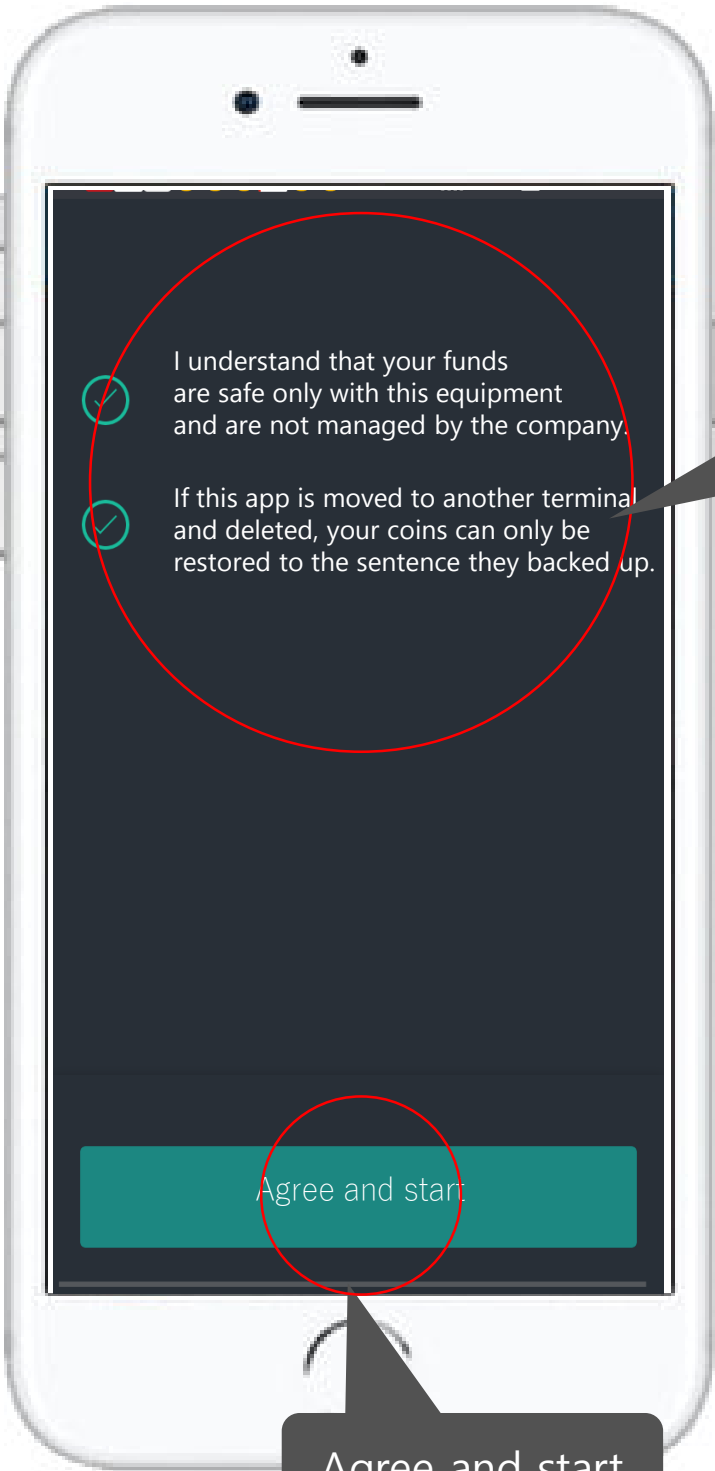 I understand that your funds
are safe only with this equipment
and are not managed by the company.
If this app is moved to another terminal
and deleted, your coins can only be
restored to the sentence they backed up.
Agree and start
Agree and start